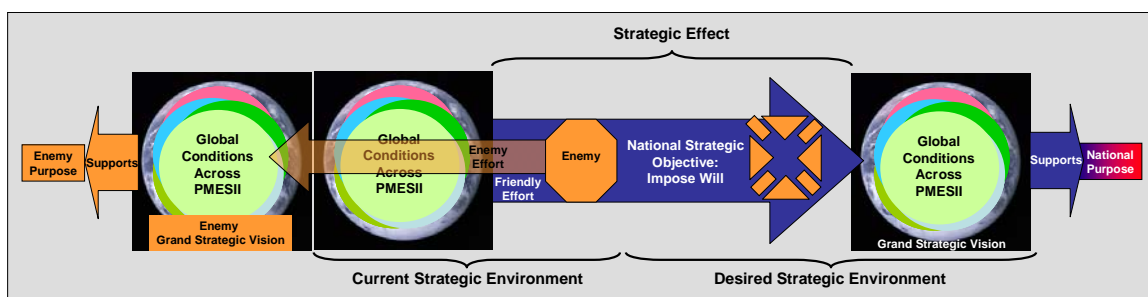 Strategic Effect
Enemy
Purpose
Supports
Global
Conditions
Across
PMESII
Enemy
Grand Strategic Vision
Global
Conditions
Across
PMESII
Enemy
Effort
Friendly
Effort
Enemy
National Strategic
Objective:
Impose Will
Global
Conditions
Across
PMESII
Grand Strategic Vision
Supports
National
Purpose
Current Strategic Environment
Desired Strategic Environment